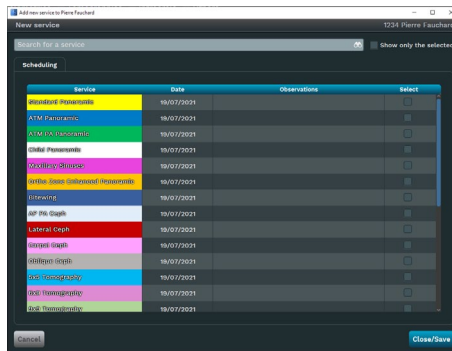 Add new service to Pierre Fauchard
New service 1234 Pierre Fauchard
Search for a service Show only the selected
Scheduling
Service Date Observations Select
Standard Panoramic 19/07/2021
ATM Panoramic 19/07/2021
ATM PA Panoramic 19/07/2021
Child Panoramic 19/07/2021
Maxillary Sinuses 19/07/2021
Ortho Zone Enhanced Panoramic 19/07/2021
Bitewing 19/07/2021
AP PA Ceph 19/07/2021
Lateral Ceph 19/07/2021
Carpal Ceph 19/07/2021
Oblique Ceph 19/07/2021
Tomography 19/07/2021
Tomography 19/07/2021
Tomography 19/07/2021
Cancel Close/Save